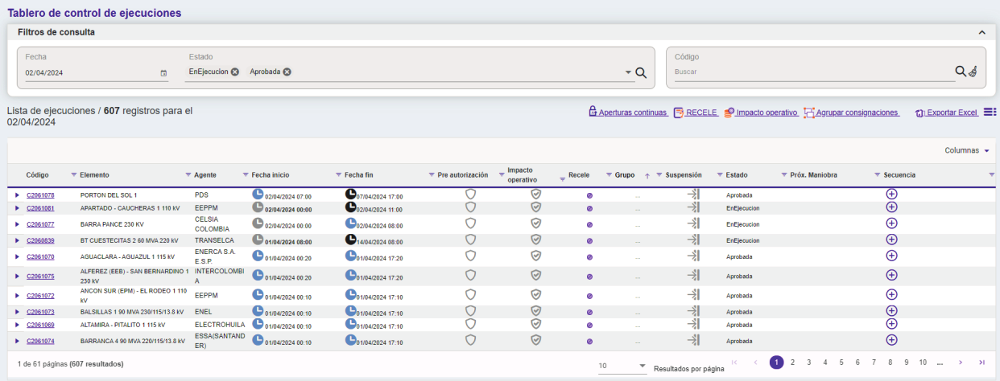 Tablero de control de ejecuciones
Filtros de consulta
Fecha
02/04/2024
Estado
EnEjecucion Aprobada
Código
Buscar
Lista de ejecuciones / 607 registros para el
02/04/2024
Aperturas continuas RECELE Impacto operativo Agrupar consignaciones Exportar Excel
Columnas
Código Elemento Agente Fecha inicio Fecha fin Pre autorización Impacto operativo Recele Grupo Suspensión Estado Próx. Maniobra Secuencia
C2061078 PORTON DEL SOL 1 PDS 02/04/2024 07:00 07/04/2024 17:00 ... Aprobada
C2061081 APARTADO - CAUCHERAS 1 110 kV EEPPM 02/04/2024 00:00 02/04/2024 11:00 ... EnEjecucion
C2061077 BARRA PANCE 230 KV CELSIA COLOMBIA 02/04/2024 00:00 02/04/2024 08:00 ... EnEjecucion
C2060839 BT CUESTECITAS 2 60 MVA 220 kV TRANSELCA 01/04/2024 08:00 14/04/2024 08:00 ... EnEjecucion
C2061070 AGUACLARA - AGUAZUL 1 115 kV ENERCA S.A. E.S.P. 01/04/2024 00:20 01/04/2024 17:20 ... Aprobada
C2061075 ALFEREZ (EEB) - SAN BERNARDINO 1 230 kV INTERCOLOMBIA 01/04/2024 00:20 01/04/2024 17:20 ... Aprobada
C2061072 ANCON SUR (EPM) - EL RODEO 1 110 kV EEPPM 01/04/2024 00:10 01/04/2024 17:10 ... Aprobada
C2061073 BALSILLAS 1 90 MVA 230/115/13.8 kV ENEL 01/04/2024 00:10 01/04/2024 17:10 ... Aprobada
C2061069 ALTAMIRA - PITALITO 1 115 kV ELECTROHUILA 01/04/2024 00:10 01/04/2024 17:10 ... Aprobada
C2061074 BARRANCA 4 90 MVA 220/115/13.8 kV ESSA(SANTANDER) 01/04/2024 00:10 01/04/2024 17:10 ... Aprobada
1 de 61 páginas (607 resultados)
10 Resultados por página
1 2 3 4 5 6 7 8 9 10 ...